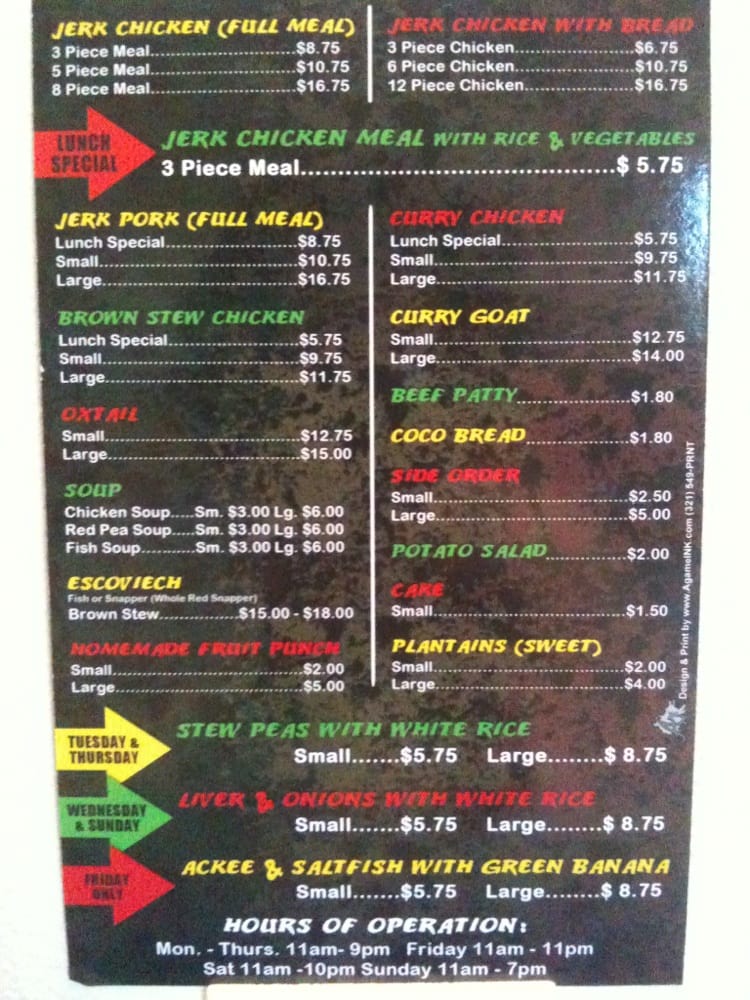 JERK CHICKEN (FULL MEAL)
3 Piece Meal...............................$8.75
5 Piece Meal...............................$10.75
8 Piece Meal...............................$16.75
JERK CHICKEN WITH BREAD
3 Piece Chicken..........................$6.75
6 Piece Chicken..........................$10.75
12 Piece Chicken........................$16.75
LUNCH
SPECIAL
JERK CHICKEN MEAL WITH RICE & VEGETABLES
3 Piece Meal..........................................$ 5.75
JERK PORK (FULL MEAL)
Lunch Special............................$8.75
Small..........................................$10.75
Large..........................................$16.75
BROWN STEW CHICKEN
Lunch Special............................$5.75
Small..........................................$9.75
Large..........................................$11.75
OXTAIL
Small..........................................$12.75
Large..........................................$15.00
SOUP
Chicken Soup.....Sm. $3.00 Lg. $6.00
Red Pea Soup.....Sm. $3.00 Lg. $6.00
Fish Soup...........Sm. $3.00 Lg. $6.00
ESCOVIECH
Fish or Snapper (Whole Red Snapper)
Brown Stew.................$15.00 - $18.00
HOMEMADE FRUIT PUNCH
Small..........................................$2.00
Large..........................................$5.00
CURRY CHICKEN
Lunch Special............................$5.75
Small..........................................$9.75
Large..........................................$11.75
CURRY GOAT
Small..........................................$12.75
Large..........................................$14.00
BEEF PATTY........................$1.80
COCO BREAD......................$1.80
SIDE ORDER
Small..........................................$2.50
Large..........................................$5.00
POTATO SALAD.................$2.00
CAKE
Small..........................................$1.50
PLANTAINS (SWEET)
Small..........................................$2.00
Large..........................................$4.00
Design & Print by www.AgameINK.com (321) 549-PRNT
TUESDAY &
THURSDAY
STEW PEAS WITH WHITE RICE
Small.......$5.75 Large........$ 8.75
WEDNESDAY
& SUNDAY
LIVER & ONIONS WITH WHITE RICE
Small.......$5.75 Large........$ 8.75
FRIDAY
ONLY
ACKEE & SALTFISH WITH GREEN BANANA
Small.......$5.75 Large........$ 8.75
HOURS OF OPERATION:
Mon. - Thurs. 11am- 9pm Friday 11am - 11pm
Sat 11am -10pm Sunday 11am - 7pm